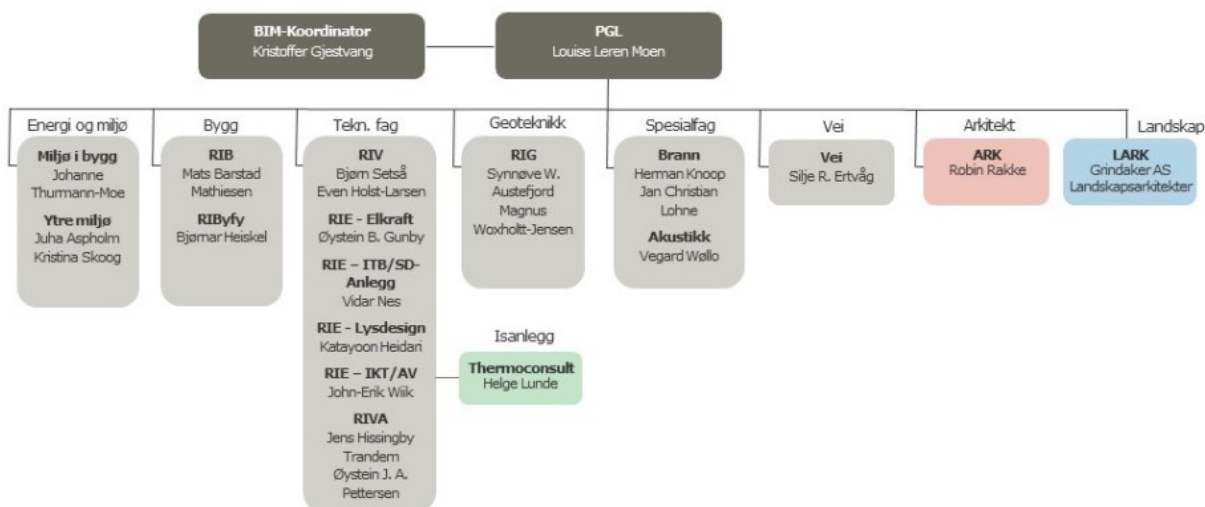 BIM-Koordinator
Kristoffer Gjestvang
PGL
Louise Leren Moen
Energi og miljø
Miljø i bygg
Johanne
Thurmann-Moe
Ytre miljø
Juha Aspholm
Kristina Skoog
Bygg
RIB
Mats Barstad
Mathiesen
RIByfy
Bjørnar Heiskel
Tekn. fag
RIV
Bjørn Setså
Even Holst-Larsen
RIE - Elkraft
Øystein B. Gunby
RIE – ITB/SD-
Anlegg
Vidar Nes
RIE - Lysdesign
Katayoon Heidari
RIE – IKT/AV
John-Erik Wiik
RIVA
Jens Hissingby
Trandem
Øystein J. A.
Pettersen
Geoteknikk
RIG
Synnøve W.
Austefjord
Magnus
Woxholtt-Jensen
Isanlegg
Thermoconsult
Helge Lunde
Spesialfag
Brann
Herman Knoop
Jan Christian
Lohne
Akustikk
Vegard Wøllo
Vei
Vei
Silje R. Ertvåg
Arkitekt
ARK
Robin Rakke
Landskap
LARK
Grindaker AS
Landskapsarkitekter